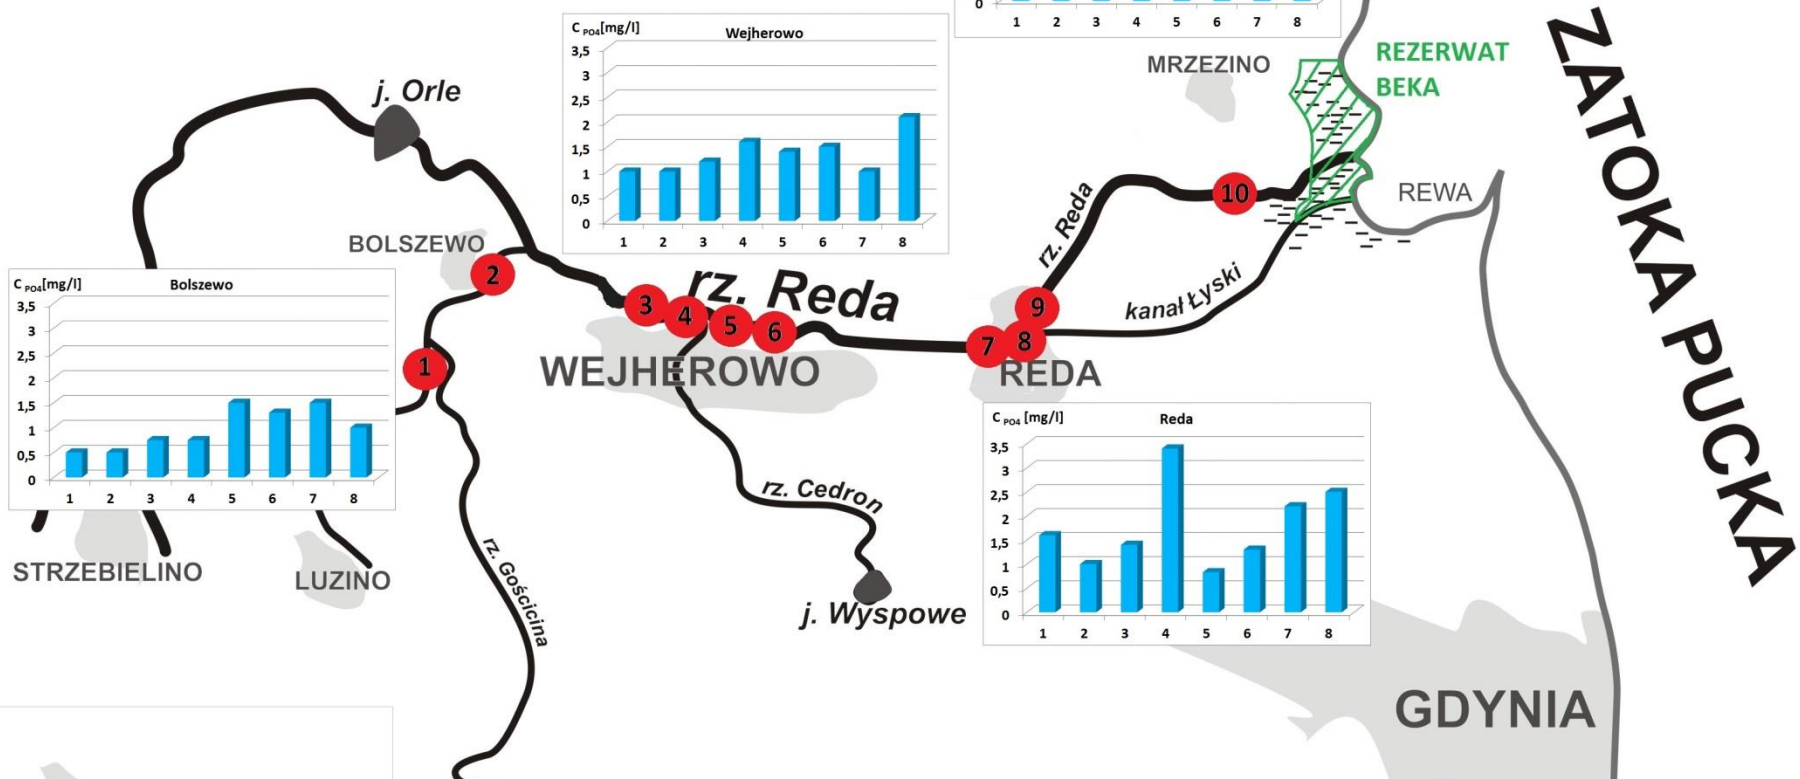 0
1 2 3 4 5 6 7 8
C PO4[mg/l]
Wejherowo
3,5
3
2,5
2
1,5
1
0,5
0
1 2 3 4 5 6 7 8
j. Orle
MRZEZINO
REZERWAT
BEKA
ZATOKA PUCKA
REWA
10
rz. Reda
BOLSZEWO
2
C PO4[mg/l]
Bolszewo
3,5
3
2,5
2
1,5
1
0,5
0
1 2 3 4 5 6 7 8
rz. Reda
3
4
5
6
WEJHEROWO
1
kanał Łyski
9
7
8
REDA
C PO4 [mg/l]
Reda
3,5
3
2,5
2
1,5
1
0,5
0
1 2 3 4 5 6 7 8
rz. Cedron
j. Wyspowe
rz. Gościcina
STRZEBIELINO
LUZINO
GDYNIA